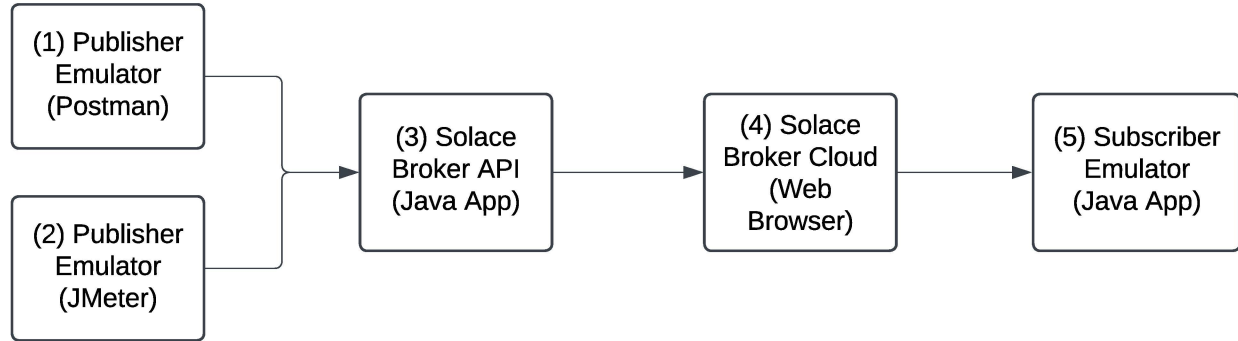 (1) Publisher
Emulator
(Postman)
(2) Publisher
Emulator
(JMeter)
(3) Solace
Broker API
(Java App)
(4) Solace
Broker Cloud
(Web
Browser)
(5) Subscriber
Emulator
(Java App)